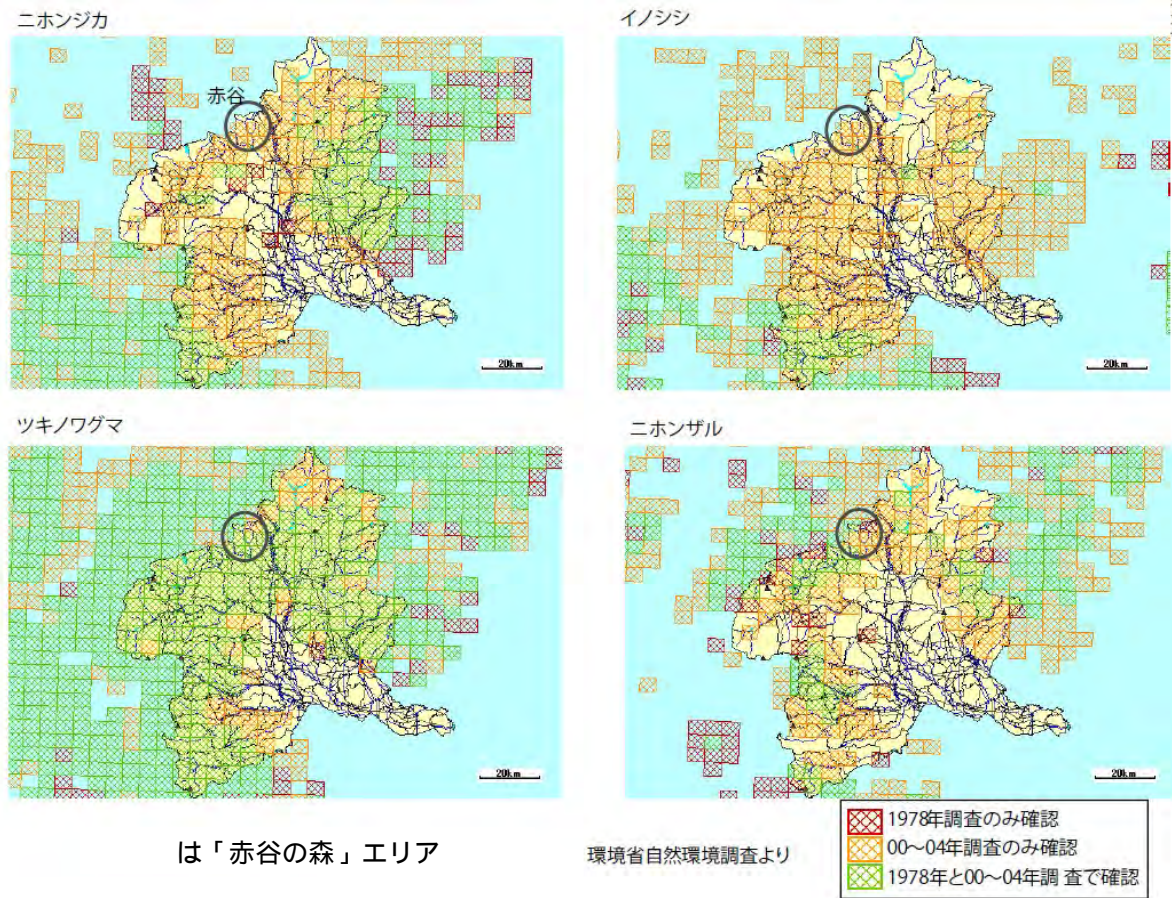 ニホンジカ
イノシシ
赤谷
20km
20km
ツキノワグマ
ニホンザル
20km
20km
は「赤谷の森」エリア
環境省自然環境調査より
1978年調査のみ確認
00～04年調査のみ確認
1978年と00～04年調 査で確認